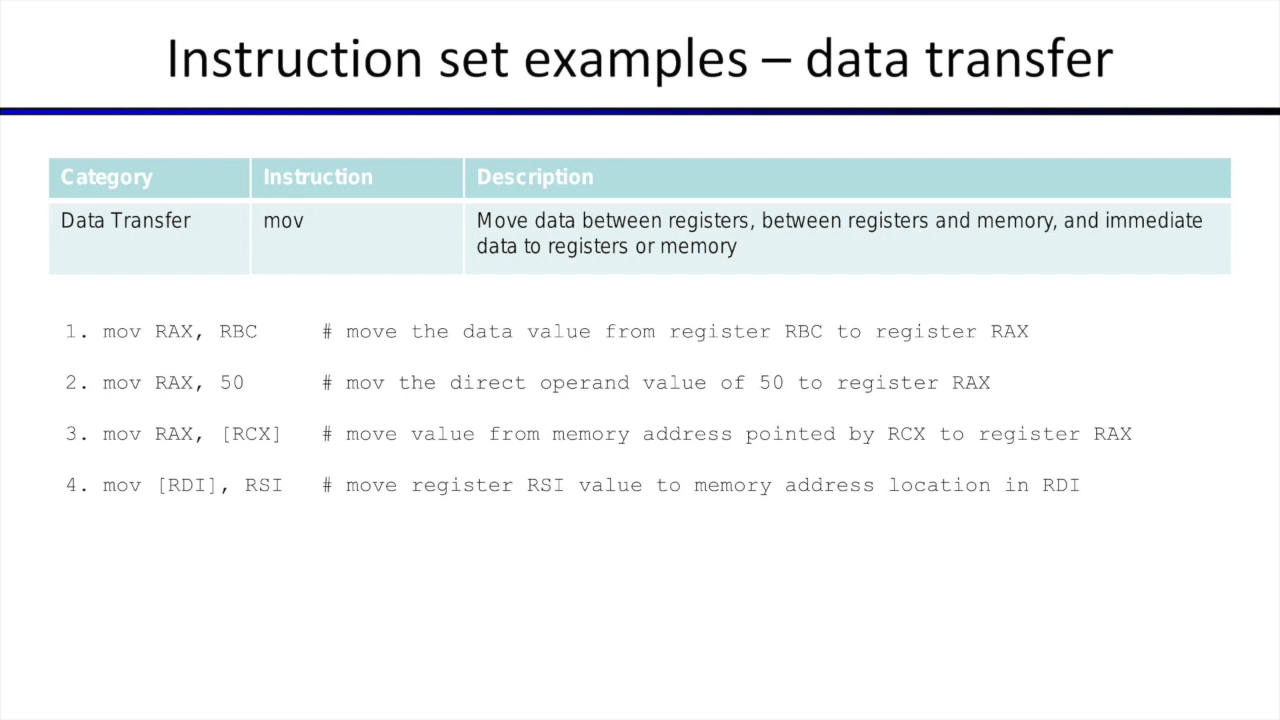 Instruction set examples – data transfer
Category Instruction Description
Data Transfer mov Move data between registers, between registers and memory, and immediate
data to registers or memory
1. mov RAX, RBC # move the data value from register RBC to register RAX
2. mov RAX, 50 # mov the direct operand value of 50 to register RAX
3. mov RAX, [RCX] # move value from memory address pointed by RCX to register RAX
4. mov [RDI], RSI # move register RSI value to memory address location in RDI